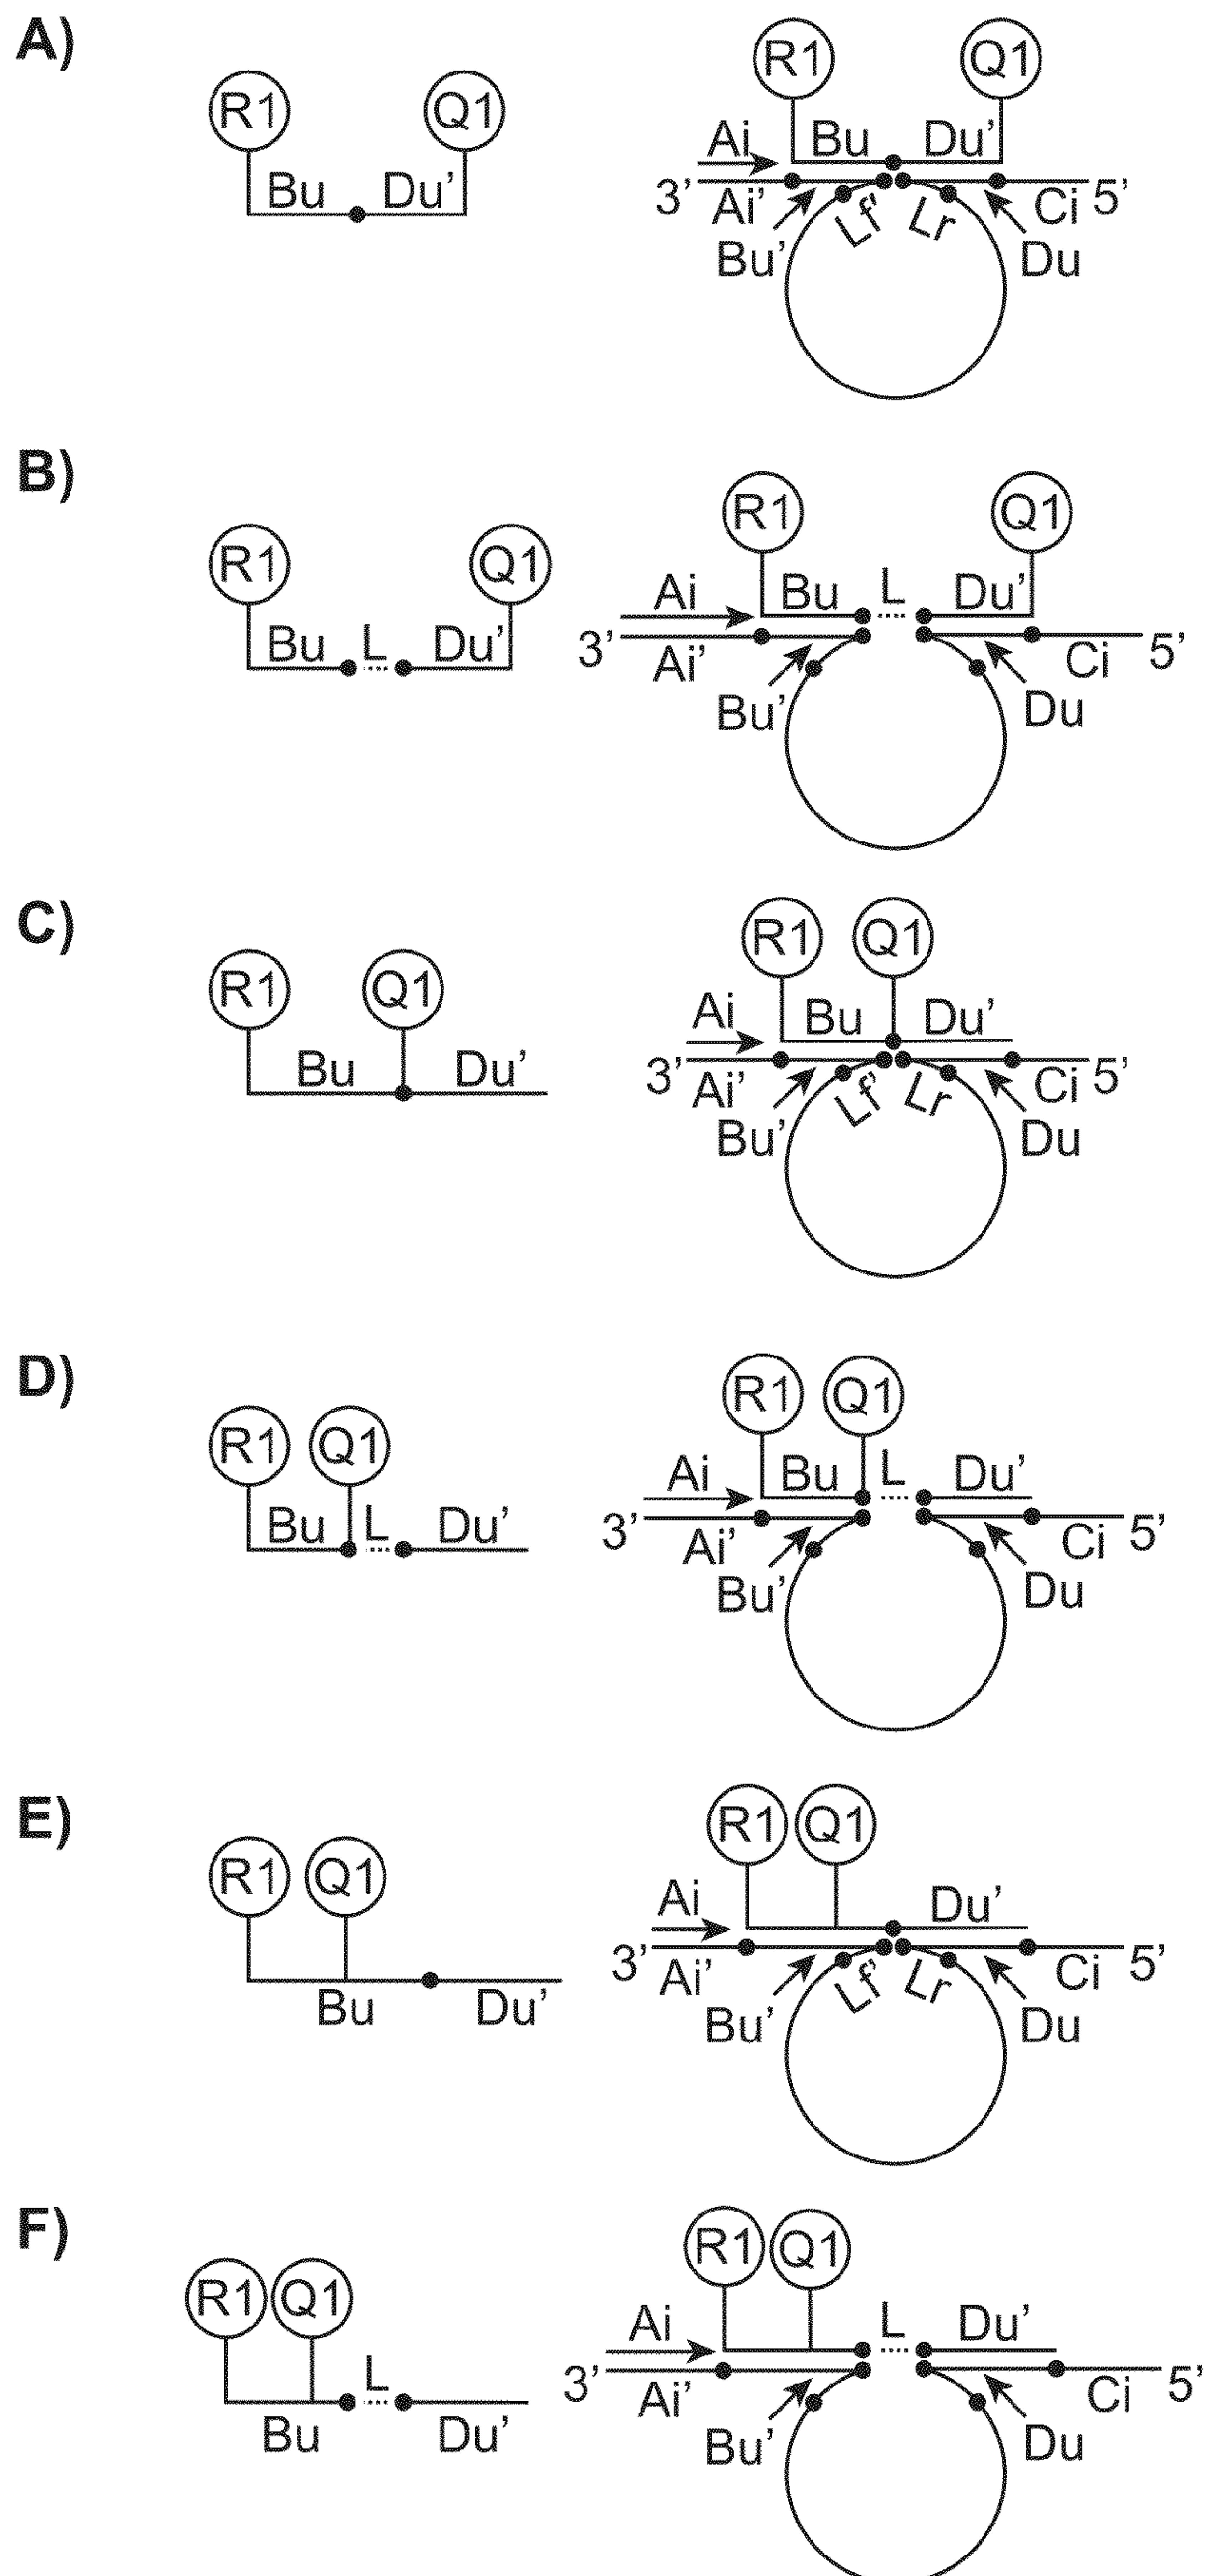 A)
R1 Q1
Bu Du’
R1 Q1
Ai Bu Du’
3’ Ai’ Lf’ Lr Ci 5’
Bu’ Du
B)
R1 Q1
Bu L Du’
R1 Q1
Ai Bu L Du’
3’ Ai’ Ci 5’
Bu’ Du
C)
R1 Q1
Bu Du’
R1 Q1
Ai Bu Du’
3’ Ai’ Lf’ Lr Ci 5’
Bu’ Du
D)
R1 Q1
Bu L Du’
R1 Q1
Ai Bu L Du’
3’ Ai’ Ci 5’
Bu’ Du
E)
R1 Q1
Bu Du’
R1 Q1
Ai Du’
3’ Ai’ Lf’ Lr Ci 5’
Bu’ Du
F)
R1 Q1
L
Bu Du’
R1 Q1
Ai L Du’
3’ Ai’ Ci 5’
Bu’ Du